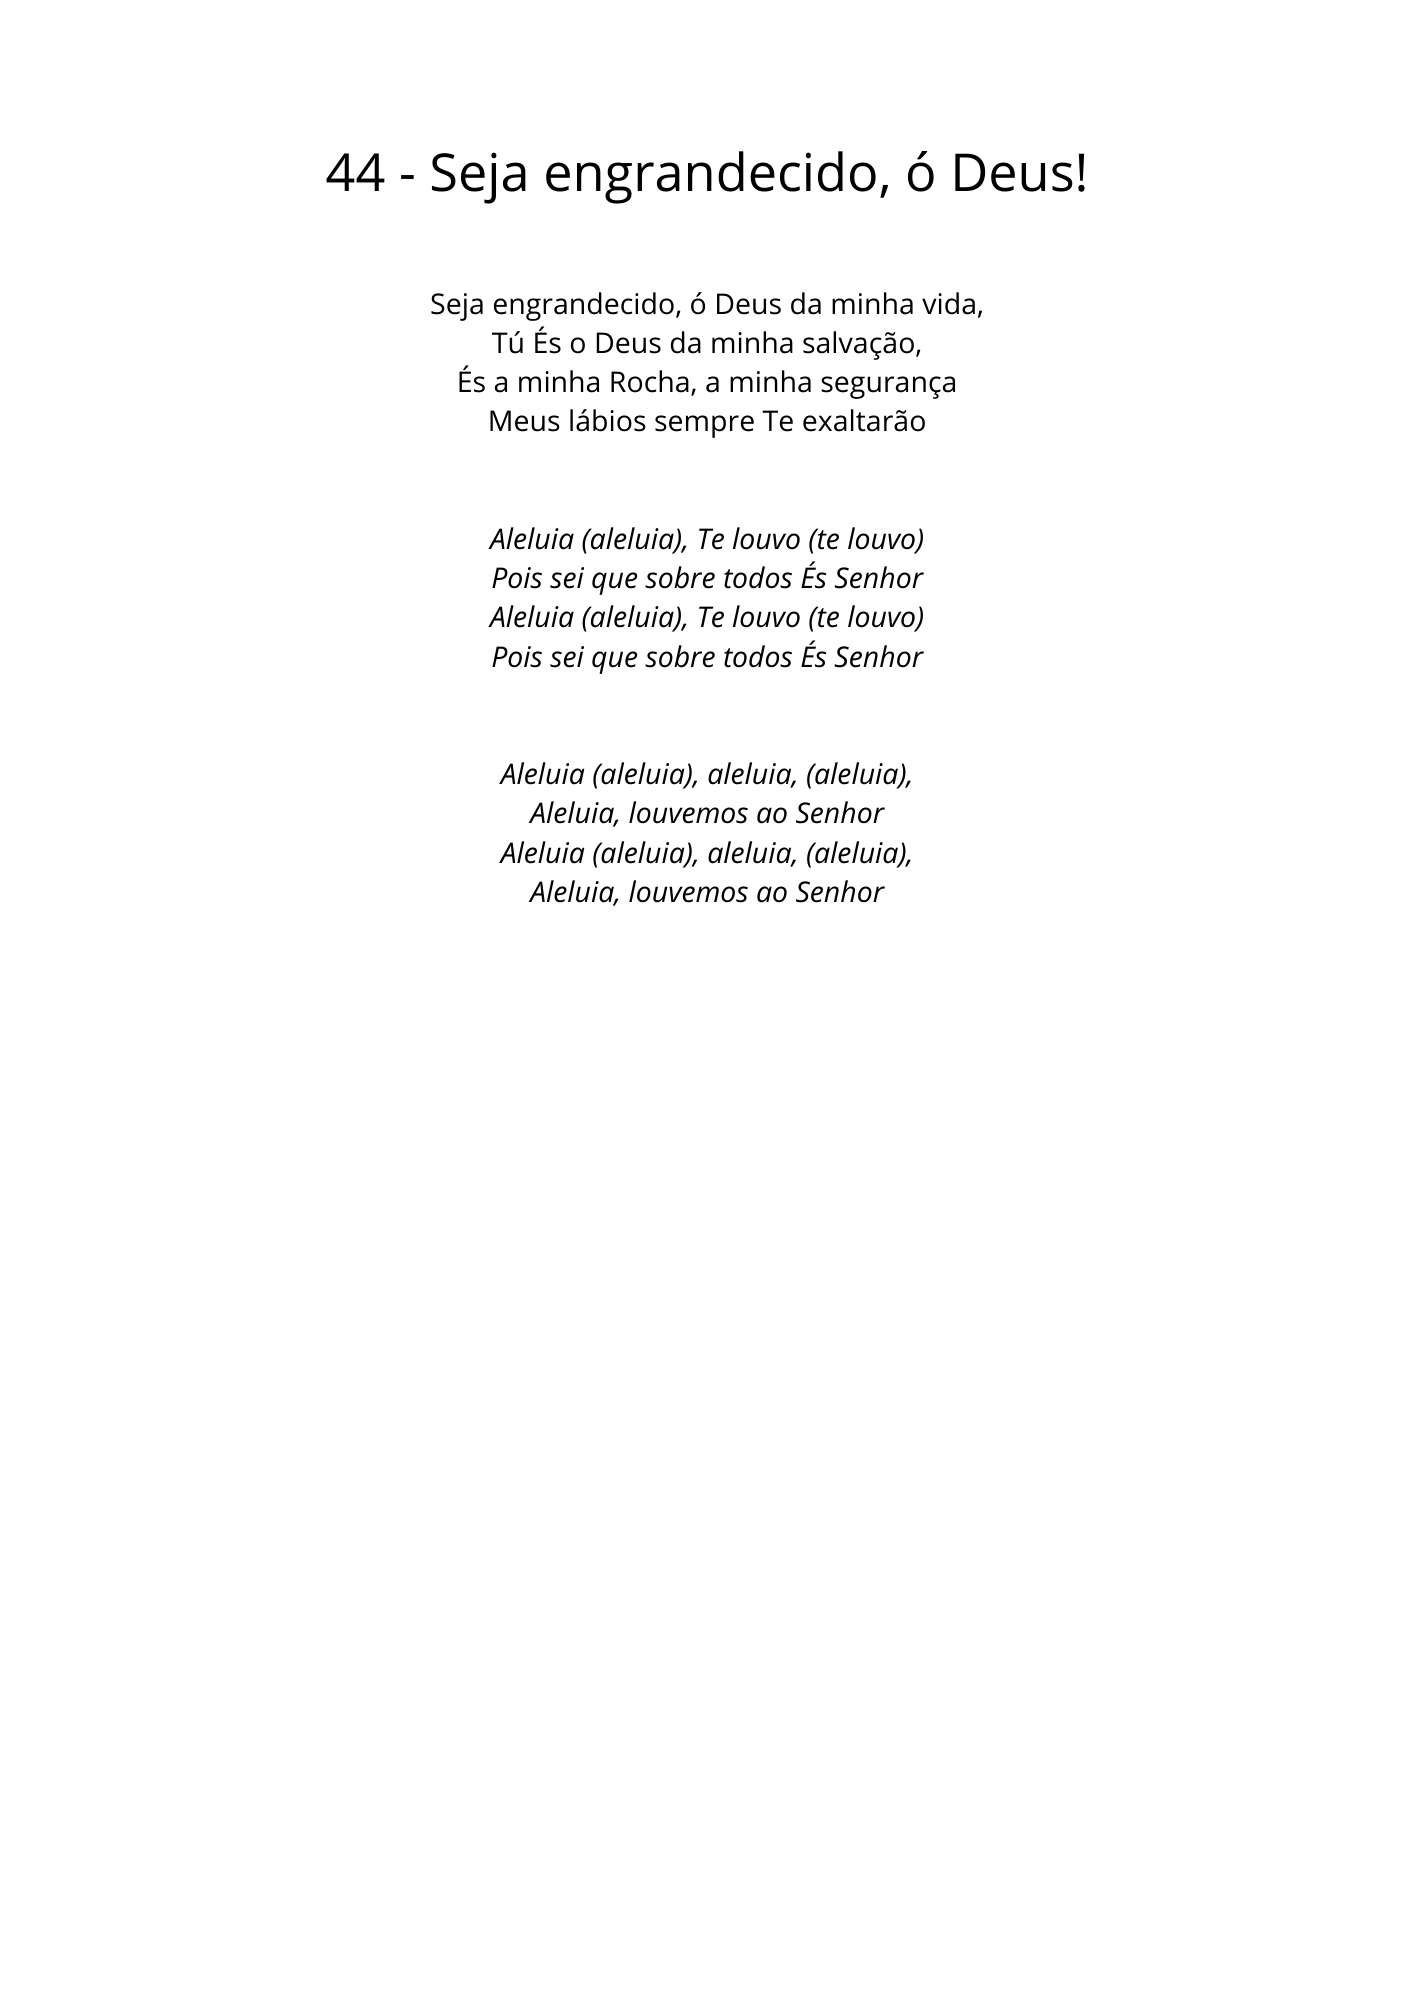 44 - Seja engrandecido, ó Deus!
Seja engrandecido, ó Deus da minha vida,
Tú És o Deus da minha salvação,
És a minha Rocha, a minha segurança
Meus lábios sempre Te exaltarão
Aleluia (aleluia), Te louvo (te louvo)
Pois sei que sobre todos És Senhor
Aleluia (aleluia), Te louvo (te louvo)
Pois sei que sobre todos És Senhor
Aleluia (aleluia), aleluia, (aleluia),
Aleluia, louvemos ao Senhor
Aleluia (aleluia), aleluia, (aleluia),
Aleluia, louvemos ao Senhor